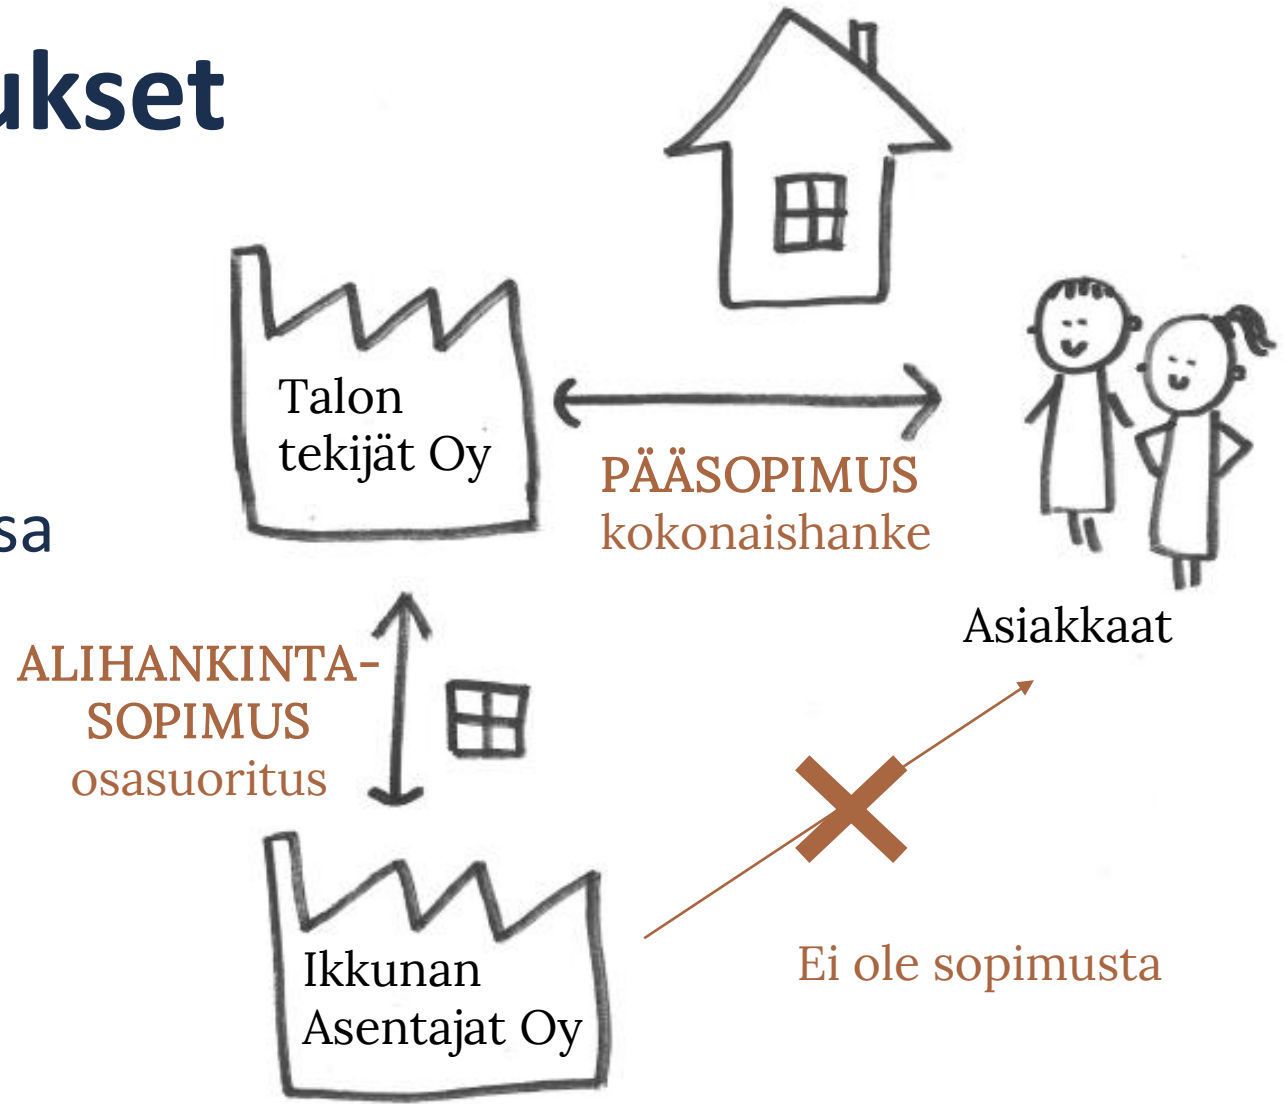 ukset
Talon
tekijät Oy
PÄÄSOPIMUS
kokonaishanke
sa
Asiakkaat
ALIHANKINTA-
SOPIMUS
osasuoritus
Ei ole sopimusta
Ikkunan
Asentajat Oy